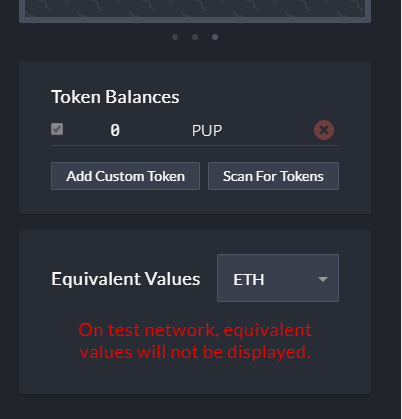 Token Balances
0 PUP
Add Custom Token Scan For Tokens
Equivalent Values ETH
On test network, equivalent
values will not be displayed.